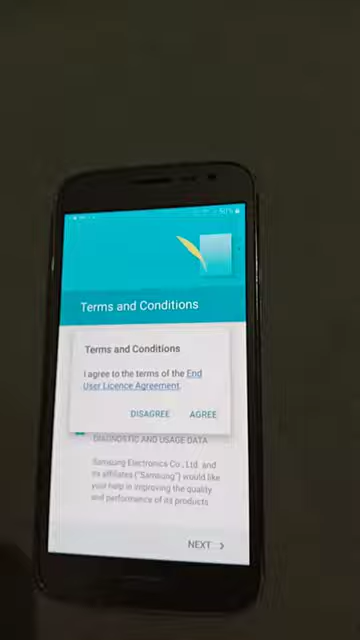 50%
Terms and Conditions
Terms and Conditions
I agree to the terms of the End
User Licence Agreement.
DISAGREE AGREE
DIAGNOSTIC AND USAGE DATA
Samsung Electronics Co., Ltd. and
its affiliates ("Samsung") would like
your help in improving the quality
and performance of its products
NEXT >